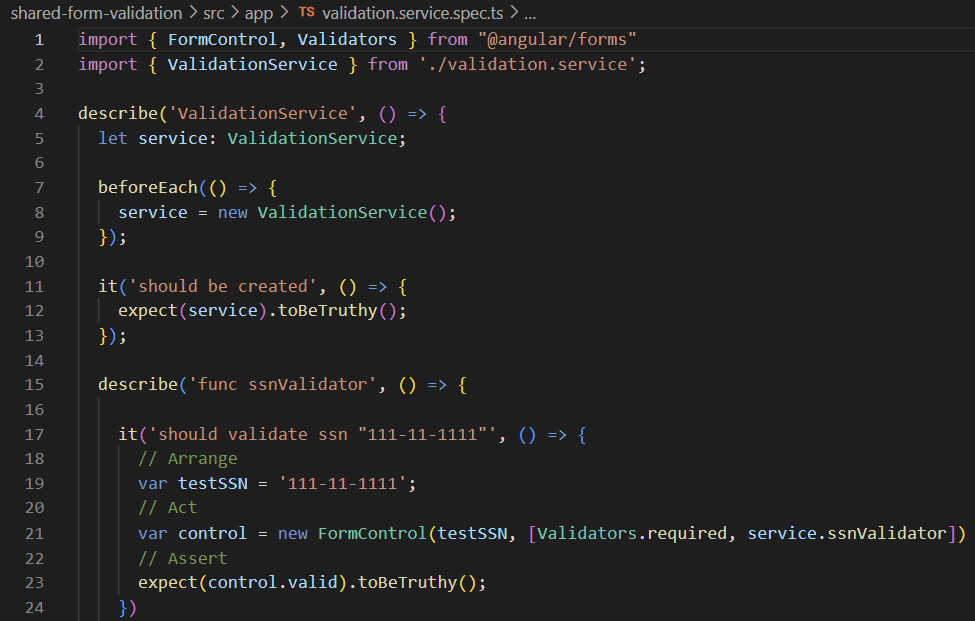 shared-form-validation > src > app > TS validation.service.spec.ts > ...
1 import { FormControl, Validators } from "@angular/forms"
2 import { ValidationService } from './validation.service';
3
4 describe('ValidationService', () => {
5 let service: ValidationService;
6
7 beforeEach(() => {
8 service = new ValidationService();
9 });
10
11 it('should be created', () => {
12 expect(service).toBeTruthy();
13 });
14
15 describe('func ssnValidator', () => {
16
17 it('should validate ssn "111-11-1111"', () => {
18 // Arrange
19 var testSSN = '111-11-1111';
20 // Act
21 var control = new FormControl(testSSN, [Validators.required, service.ssnValidator])
22 // Assert
23 expect(control.valid).toBeTruthy();
24 })